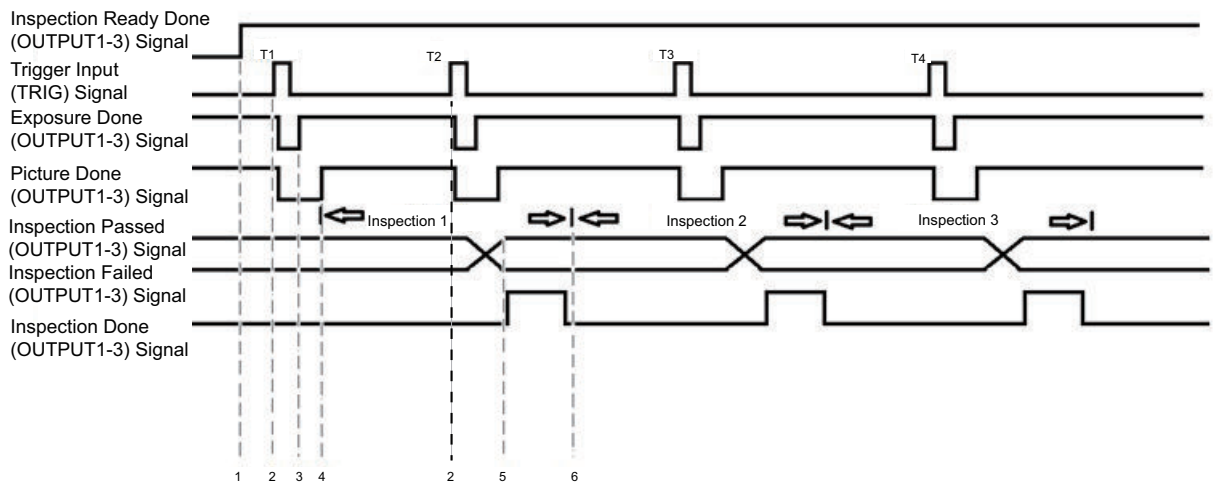 Inspection Ready Done
(OUTPUT1-3) Signal
Trigger Input
(TRIG) Signal
T1
T2
T3
T4
Exposure Done
(OUTPUT1-3) Signal
Picture Done
(OUTPUT1-3) Signal
Inspection 1
Inspection 2
Inspection 3
Inspection Passed
(OUTPUT1-3) Signal
Inspection Failed
(OUTPUT1-3) Signal
Inspection Done
(OUTPUT1-3) Signal
1 2 3 4 2 5 6